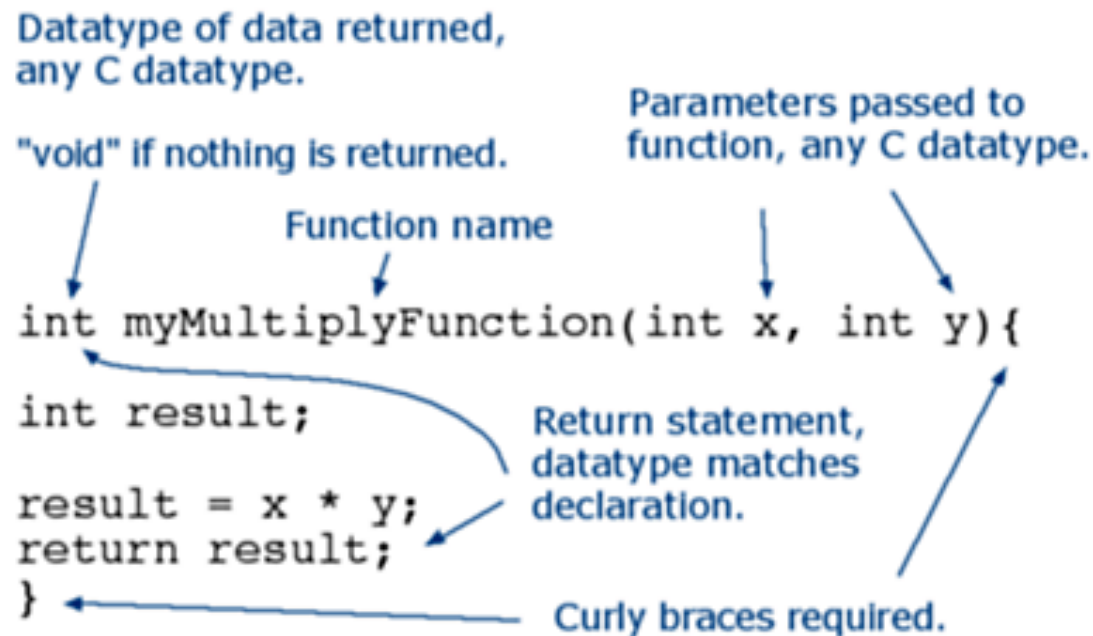 Datatype of data returned,
any C datatype.
"void" if nothing is returned.
Parameters passed to
function, any C datatype.
Function name
int myMultiplyFunction(int x, int y){
int result;
Return statement,
datatype matches
declaration.
result = x * y;
return result;
}
Curly braces required.